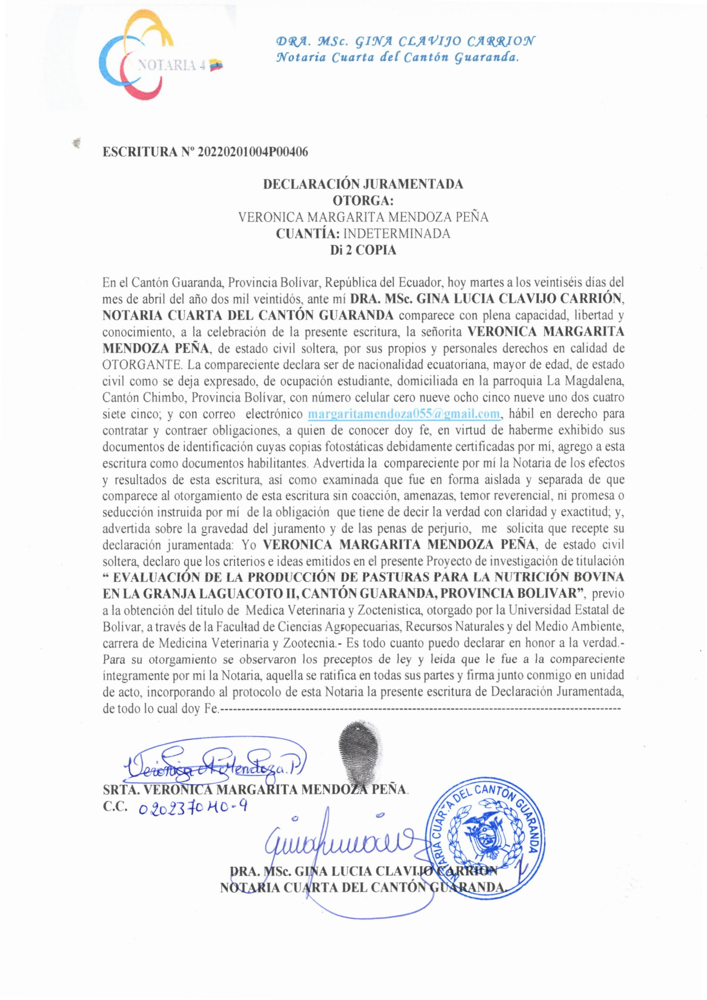 NOTARIA 4
DRA. MSc. GINA CLAVIJO CARRION
Notaria Cuarta del Cantón Guaranda.
ESCRITURA Nº 20220201004P00406
DECLARACIÓN JURAMENTADA
OTORGA:
VERONICA MARGARITA MENDOZA PEÑA
CUANTÍA: INDETERMINADA
Di 2 COPIA
En el Cantón Guaranda, Provincia Bolívar, República del Ecuador, hoy martes a los veintiséis días del
mes de abril del año dos mil veintidós, ante mí DRA. MSc. GINA LUCIA CLAVIJO CARRIÓN,
NOTARIA CUARTA DEL CANTÓN GUARANDA comparece con plena capacidad, libertad y
conocimiento, a la celebración de la presente escritura, la señorita VERONICA MARGARITA
MENDOZA PEÑA, de estado civil soltera, por sus propios y personales derechos en calidad de
OTORGANTE. La compareciente declara ser de nacionalidad ecuatoriana, mayor de edad, de estado
civil como se deja expresado, de ocupación estudiante, domiciliada en la parroquia La Magdalena,
Cantón Chimbo, Provincia Bolívar, con número celular cero nueve ocho cinco nueve uno dos cuatro
siete cinco; y con correo electrónico margaritamendoza055@gmail.com, hábil en derecho para
contratar y contraer obligaciones, a quien de conocer doy fe, en virtud de haberme exhibido sus
documentos de identificación cuyas copias fotostáticas debidamente certificadas por mí, agrego a esta
escritura como documentos habilitantes. Advertida la compareciente por mí la Notaria de los efectos
y resultados de esta escritura, así como examinada que fue en forma aislada y separada de que
comparece al otorgamiento de esta escritura sin coacción, amenazas, temor reverencial, ni promesa o
seducción instruida por mí de la obligación que tiene de decir la verdad con claridad y exactitud; y,
advertida sobre la gravedad del juramento y de las penas de perjurio, me solicita que recepte su
declaración juramentada: Yo VERONICA MARGARITA MENDOZA PEÑA, de estado civil
soltera, declaro que los criterios e ideas emitidos en el presente Proyecto de investigación de titulación
“ EVALUACIÓN DE LA PRODUCCIÓN DE PASTURAS PARA LA NUTRICIÓN BOVINA
EN LA GRANJA LAGUACOTO II, CANTÓN GUARANDA, PROVINCIA BOLIVAR”, previo
a la obtención del título de Medica Veterinaria y Zoctenistica, otorgado por la Universidad Estatal de
Bolívar, a través de la Facultad de Ciencias Agropecuarias, Recursos Naturales y del Medio Ambiente,
carrera de Medicina Veterinaria y Zootecnia.- Es todo cuanto puedo declarar en honor a la verdad.-
Para su otorgamiento se observaron los preceptos de ley y leída que le fue a la compareciente
íntegramente por mí la Notaria, aquella se ratifica en todas sus partes y firma junto conmigo en unidad
de acto, incorporando al protocolo de esta Notaria la presente escritura de Declaración Juramentada,
de todo lo cual doy Fe.------------------------------------------------------------
Veronica M Mendoza. P
SRTA. VERONICA MARGARITA MENDOZA PEÑA.
C.C. 020237040-9
NOTARIA CUARTA DEL CANTÓN GUARANDA
DRA. MSc. GINA LUCIA CLAVIJO CARRION
NOTARIA CUARTA DEL CANTÓN GUARANDA.